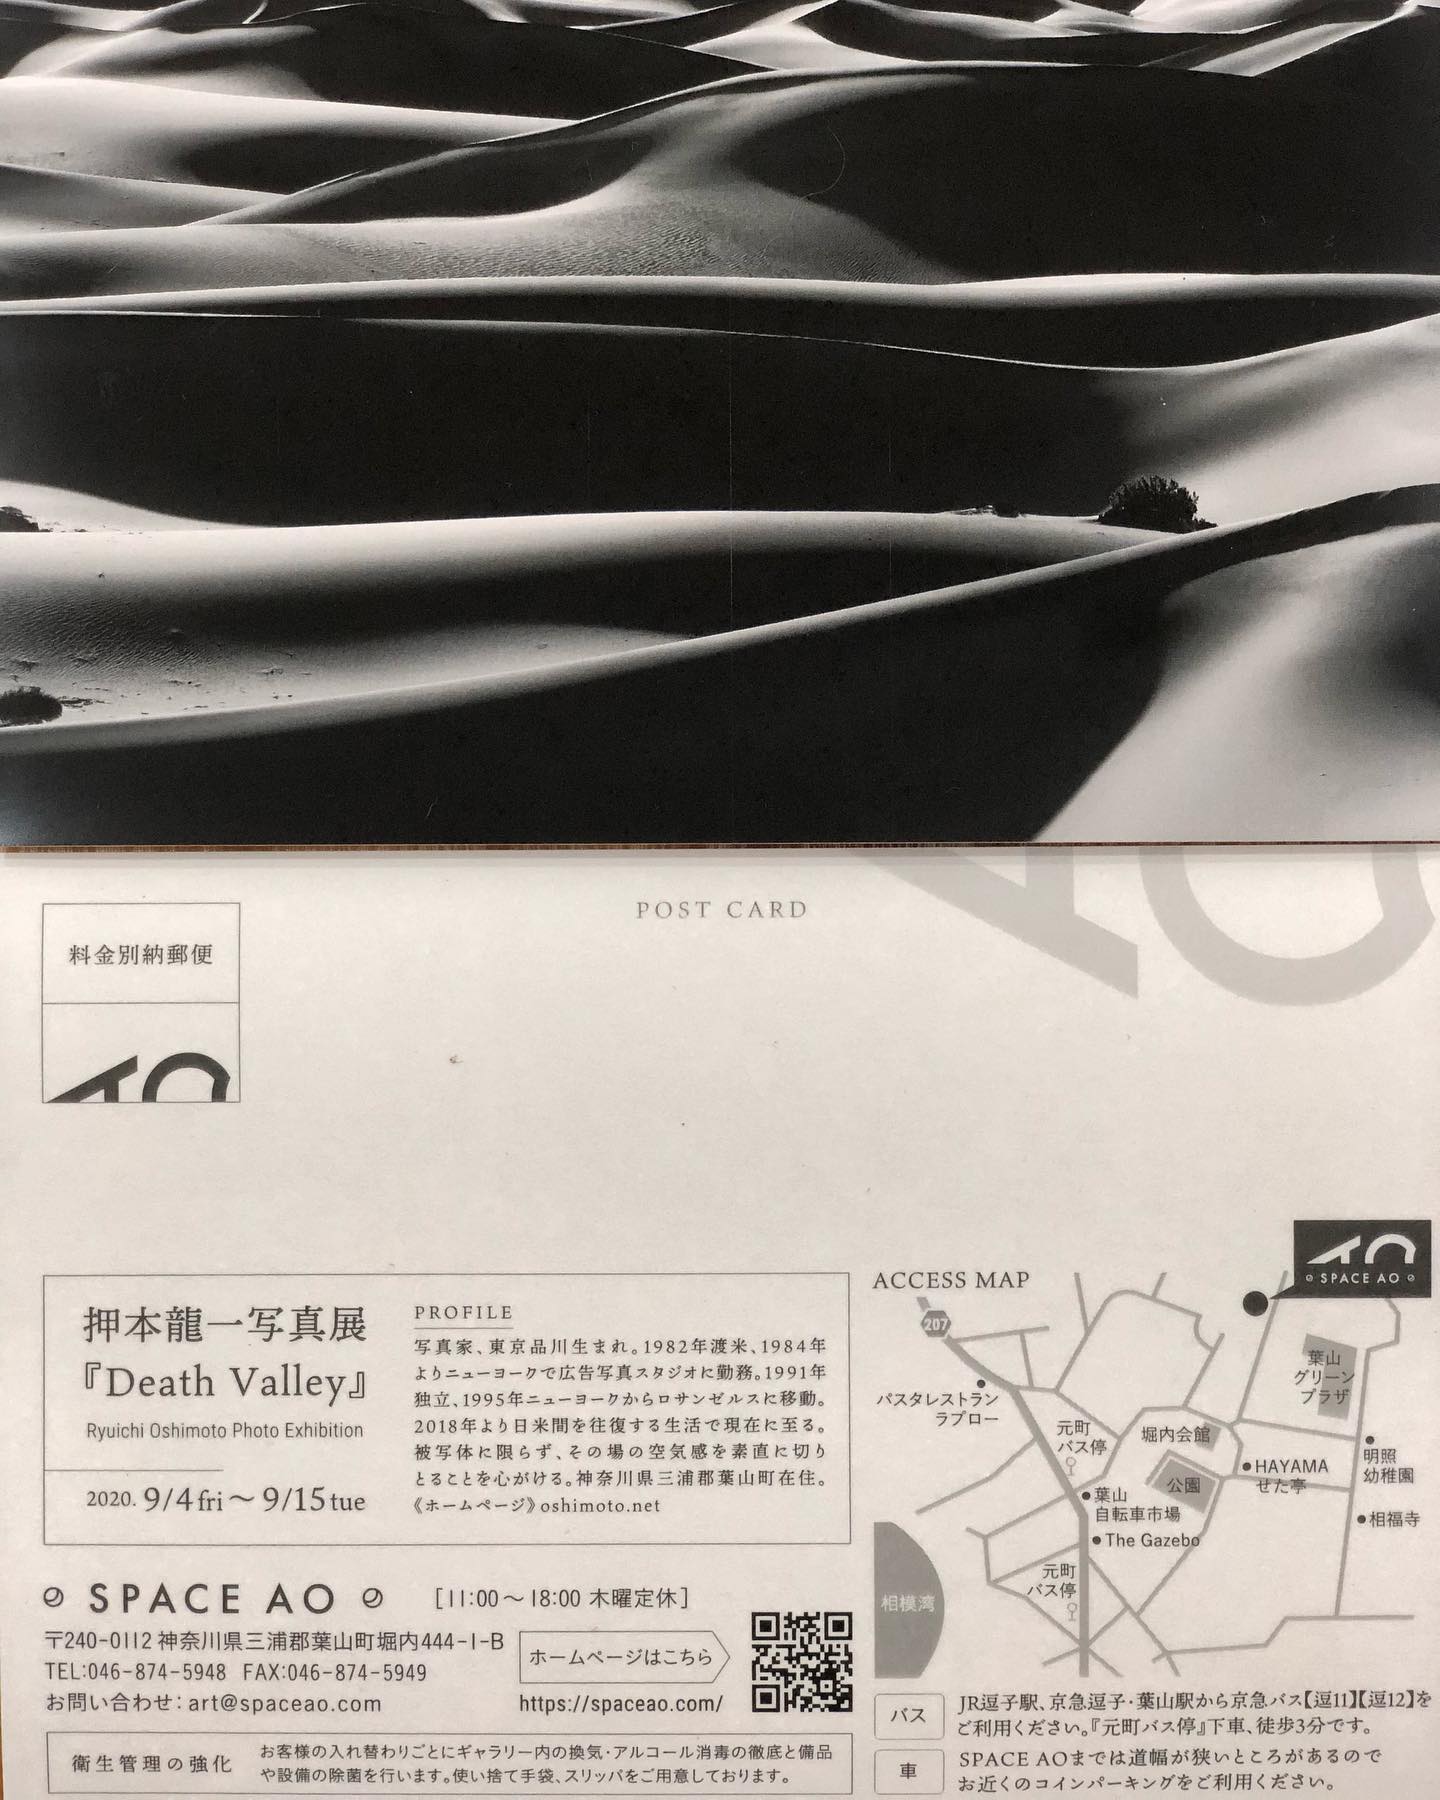 POST CARD
料金別納郵便
押本龍一写真展
『Death Valley』
Ryuichi Oshimoto Photo Exhibition
2020. 9/4 fri ～ 9/15 tue
PROFILE
写真家、東京品川生まれ。1982年渡米、1984年
よりニューヨークで広告写真スタジオに勤務。1991年
独立、1995年ニューヨークからロサンゼルスに移動。
2018年より日米間を往復する生活で現在に至る。
被写体に限らず、その場の空気感を素直に切り
とることを心がける。神奈川県三浦郡葉山町在住。
《ホームページ》oshimoto.net
SPACE AO
[11:00～18:00 木曜定休]
〒240-0112 神奈川県三浦郡葉山町堀内444-1-B
TEL:046-874-5948 FAX:046-874-5949
お問い合わせ：art@spaceao.com
ホームページはこちら
https://spaceao.com/
衛生管理の強化
お客様の入れ替わりごとにギャラリー内の換気・アルコール消毒の徹底と備品
や設備の除菌を行います。使い捨て手袋、スリッパをご用意しております。
ACCESS MAP
AO
SPACE AO
207
パスタレストラン
ラプロー
元町
バス停
堀内会館
葉山
グリーン
プラザ
公園
HAYAMA
せた亭
明照
幼稚園
葉山
自転車市場
相福寺
The Gazebo
元町
バス停
相模湾
バス
JR逗子駅、京急逗子・葉山駅から京急バス【逗11】【逗12】を
ご利用ください。『元町バス停』下車、徒歩3分です。
車
SPACE AOまでは道幅が狭いところがあるので
お近くのコインパーキングをご利用ください。